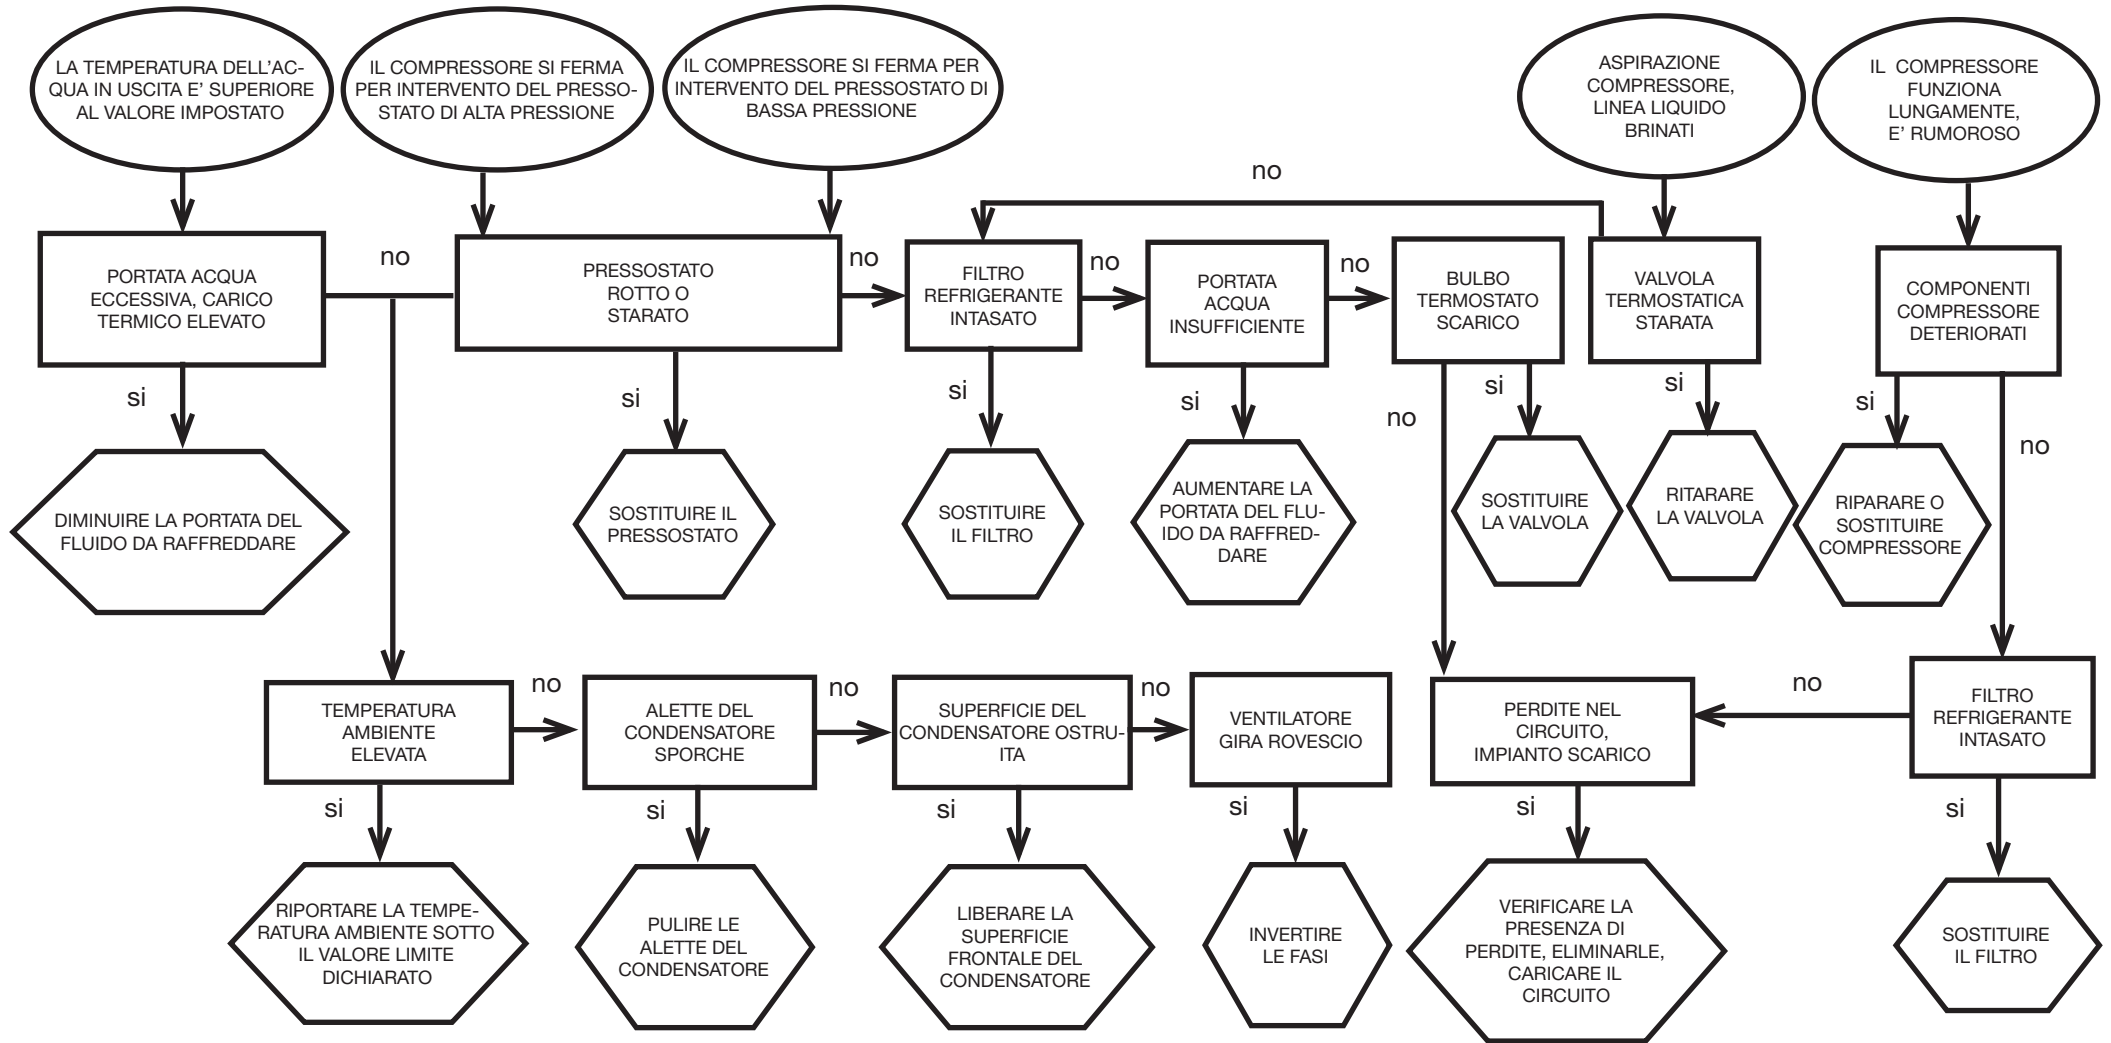 LA TEMPERATURA DELL'AC-
QUA IN USCITA E' SUPERIORE
AL VALORE IMPOSTATO
IL COMPRESSORE SI FERMA
PER INTERVENTO DEL PRESSO-
STATO DI ALTA PRESSIONE
IL COMPRESSORE SI FERMA PER
INTERVENTO DEL PRESSOSTATO DI
BASSA PRESSIONE
ASPIRAZIONE
COMPRESSORE,
LINEA LIQUIDO
BRINATI
IL COMPRESSORE
FUNZIONA
LUNGAMENTE,
E' RUMOROSO
no
PORTATA ACQUA
ECCESSIVA, CARICO
TERMICO ELEVATO
no
PRESSOSTATO
ROTTO O
STARATO
no
FILTRO
REFRIGERANTE
INTASATO
no
PORTATA
ACQUA
INSUFFICIENTE
no
BULBO
TERMOSTATO
SCARICO
VALVOLA
TERMOSTATICA
STARATA
COMPONENTI
COMPRESSORE
DETERIORATI
si
si
si
si
no
si
si
si
no
DIMINUIRE LA PORTATA DEL
FLUIDO DA RAFFREDDARE
SOSTITUIRE IL
PRESSOSTATO
SOSTITUIRE
IL FILTRO
AUMENTARE LA
PORTATA DEL FLU-
IDO DA RAFFRED-
DARE
SOSTITUIRE
LA VALVOLA
RITARARE
LA VALVOLA
RIPARARE O
SOSTITUIRE
COMPRESSORE
TEMPERATURA
AMBIENTE
ELEVATA
no
ALETTE DEL
CONDENSATORE
SPORCHE
no
SUPERFICIE DEL
CONDENSATORE OSTRU-
ITA
no
VENTILATORE
GIRA ROVESCIO
PERDITE NEL
CIRCUITO,
IMPIANTO SCARICO
no
FILTRO
REFRIGERANTE
INTASATO
si
si
si
si
si
si
RIPORTARE LA TEMPE-
RATURA AMBIENTE SOTTO
IL VALORE LIMITE
DICHIARATO
PULIRE LE
ALETTE DEL
CONDENSATORE
LIBERARE LA
SUPERFICIE
FRONTALE DEL
CONDENSATORE
INVERTIRE
LE FASI
VERIFICARE LA
PRESENZA DI
PERDITE, ELIMINARLE,
CARICARE IL
CIRCUITO
SOSTITUIRE
IL FILTRO